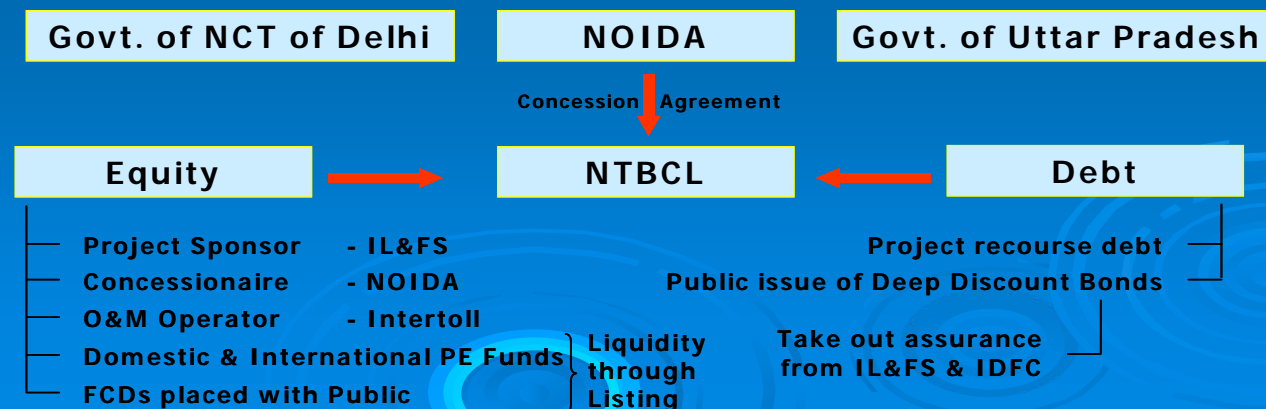 Govt. of NCT of Delhi
NOIDA
Govt. of Uttar Pradesh
Concession Agreement
Equity
NTBCL
Debt
Project Sponsor - IL&FS
Concessionaire - NOIDA
O&M Operator - Intertoll
Domestic & International PE Funds
FCDs placed with Public
Liquidity
through
Listing
Project recourse debt
Public issue of Deep Discount Bonds
Take out assurance
from IL&FS & IDFC